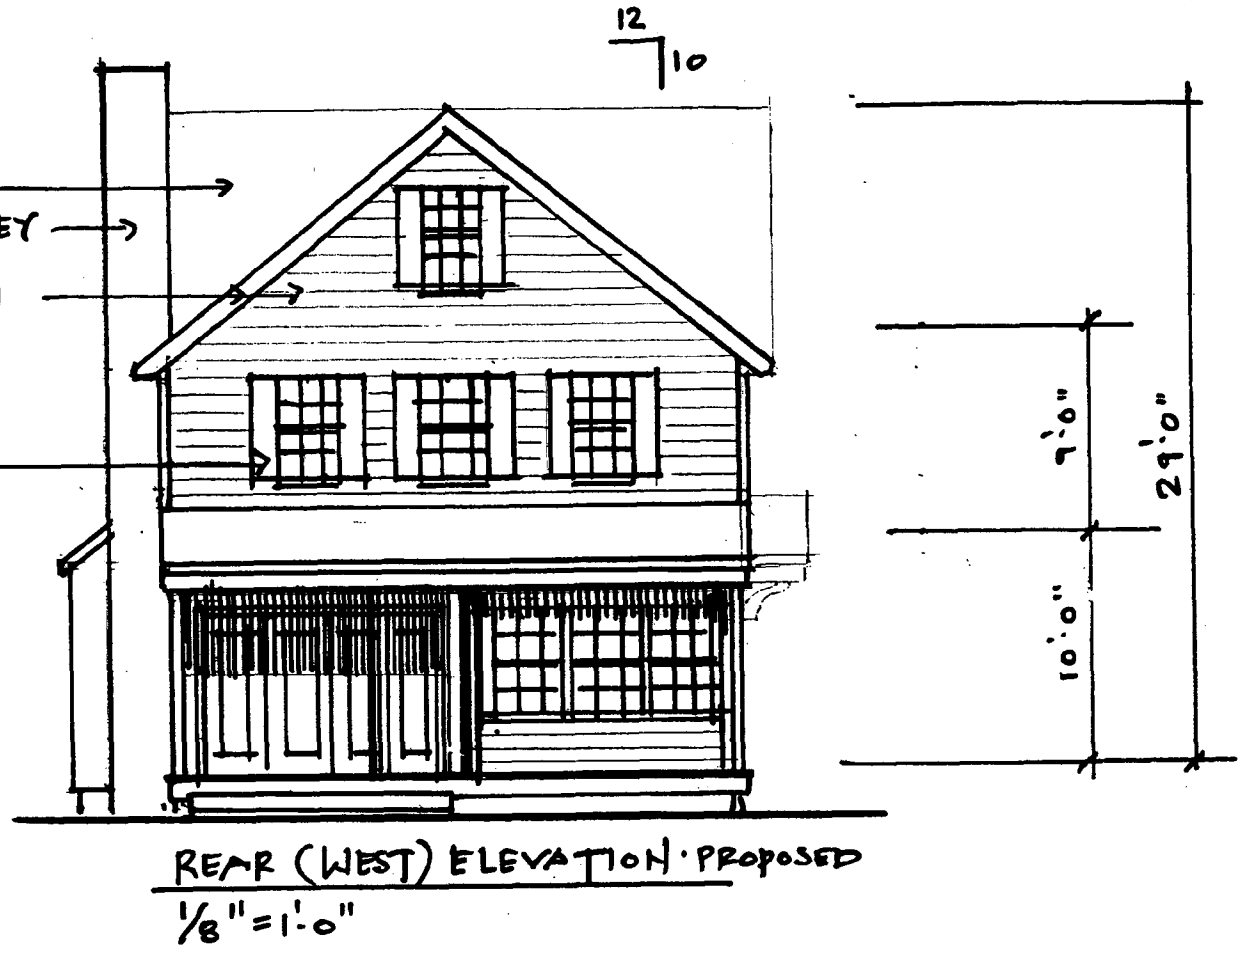 12
10
EY
9'-0"
29'-0"
10'-0"
REAR (WEST) ELEVATION · PROPOSED
1/8" = 1'-0"